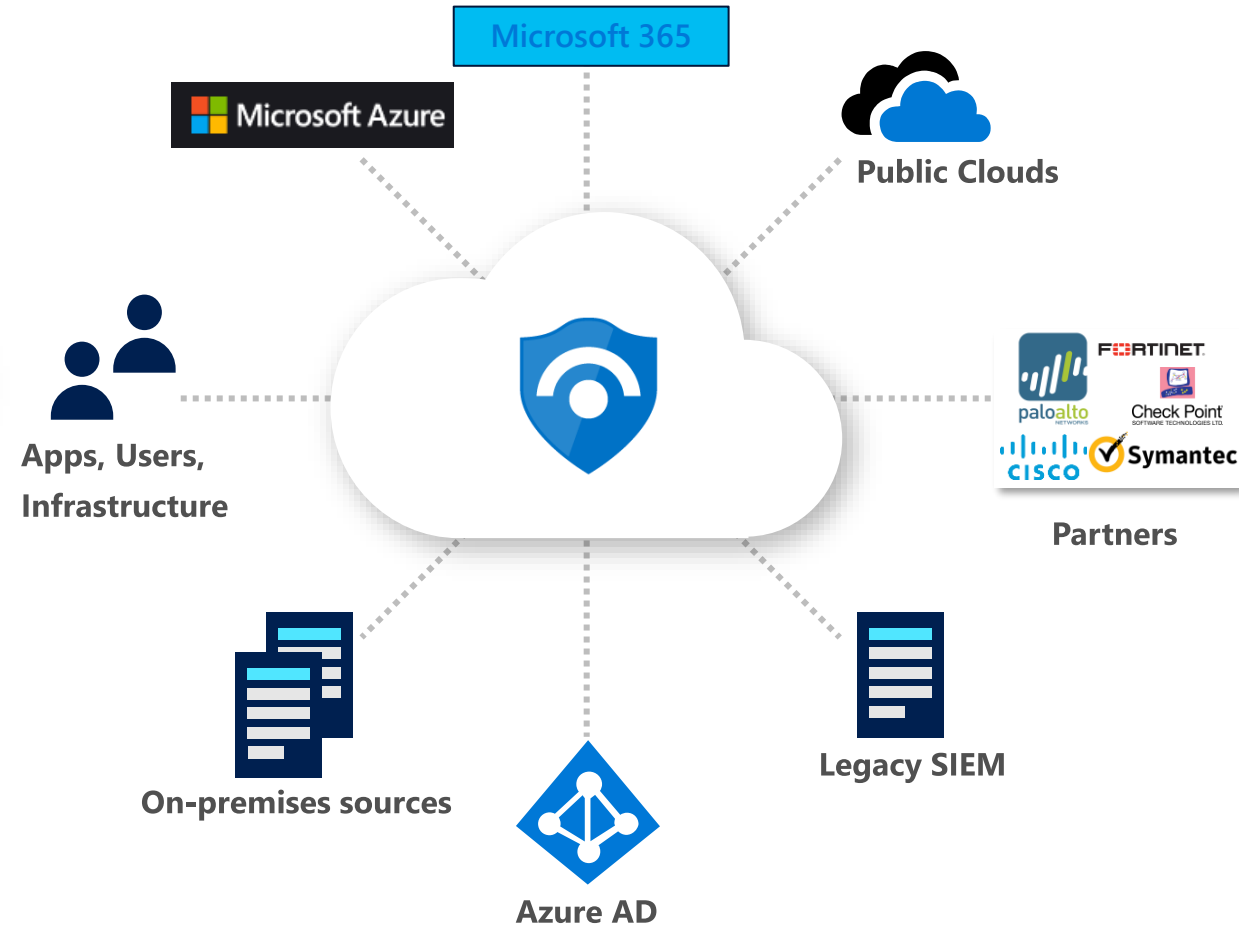 Microsoft 365
Microsoft Azure
Public Clouds
Apps, Users,
Infrastructure
paloalto
NETWORKS
FORTINET
Check Point
SOFTWARE TECHNOLOGIES LTD.
CISCO
Symantec
Partners
On-premises sources
Legacy SIEM
Azure AD